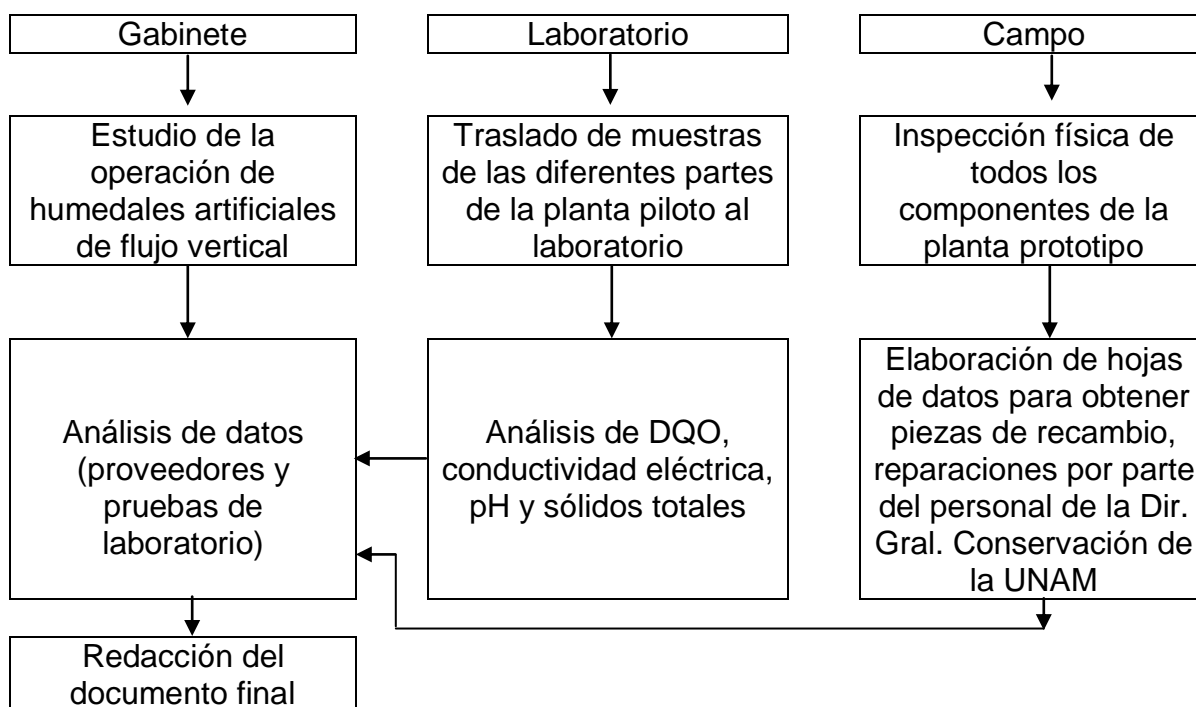 Gabinete
Laboratorio
Campo
Estudio de la
operación de
humedales artificiales
de flujo vertical
Traslado de muestras
de las diferentes partes
de la planta piloto al
laboratorio
Inspección física de
todos los
componentes de la
planta prototipo
Análisis de datos
(proveedores y
pruebas de
laboratorio)
Análisis de DQO,
conductividad eléctrica,
pH y sólidos totales
Elaboración de hojas
de datos para obtener
piezas de recambio,
reparaciones por parte
del personal de la Dir.
Gral. Conservación de
la UNAM
Redacción del
documento final